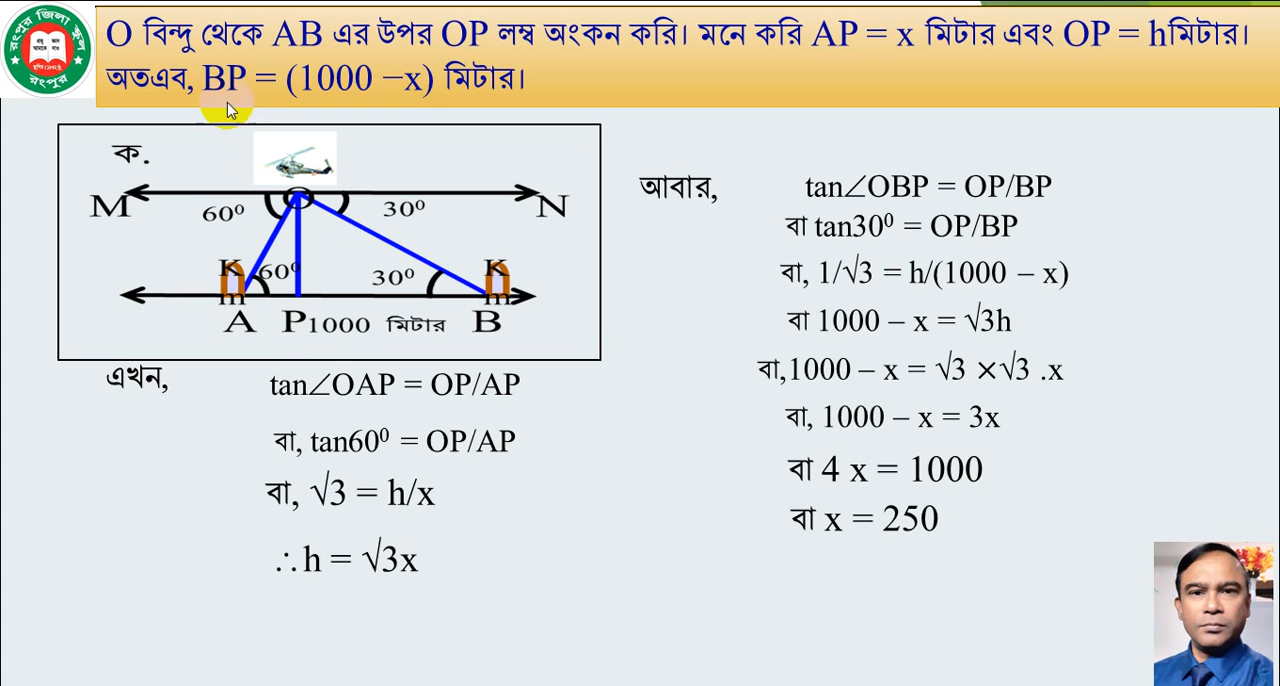 রংপুর জিলা স্কুল
রংপুর
O বিন্দু থেকে AB এর উপর OP লম্ব অংকন করি। মনে করি AP = x মিটার এবং OP = hমিটার।
অতএব, BP = (1000 −x) মিটার।
ক.
M O N
60⁰ 30⁰
K 60⁰ 30⁰ K
m m
A P 1000 মিটার B
এখন, tan∠OAP = OP/AP
বা, tan60⁰ = OP/AP
বা, √3 = h/x
∴h = √3x
আবার, tan∠OBP = OP/BP
বা tan30⁰ = OP/BP
বা, 1/√3 = h/(1000 – x)
বা 1000 – x = √3h
বা,1000 – x = √3 ×√3 .x
বা, 1000 – x = 3x
বা 4 x = 1000
বা x = 250